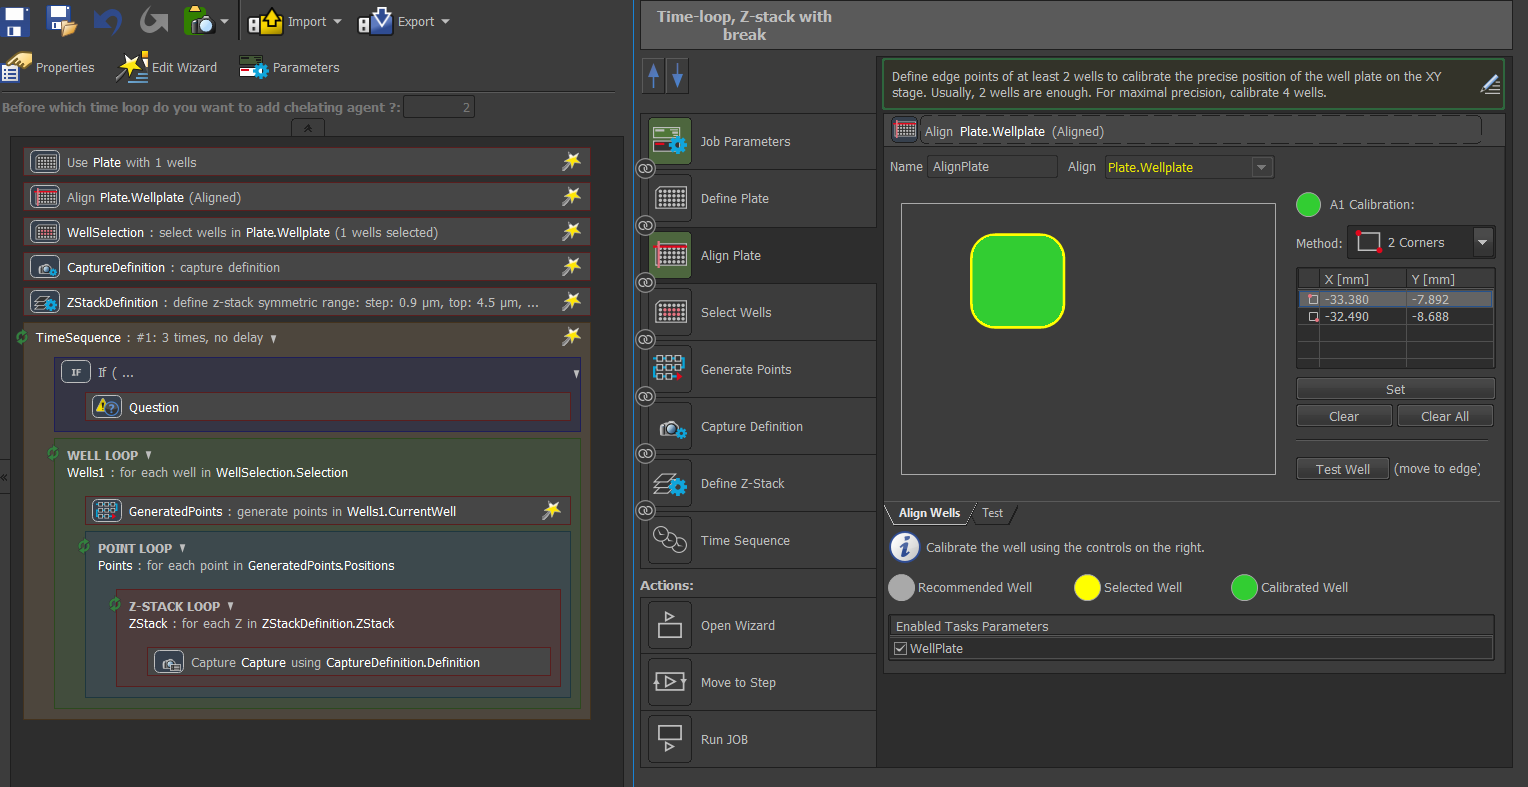 Import
Export
Properties
Edit Wizard
Parameters
Before which time loop do you want to add chelating agent ?:
2
Use Plate with 1 wells
Align Plate.Wellplate (Aligned)
WellSelection : select wells in Plate.Wellplate (1 wells selected)
CaptureDefinition : capture definition
ZStackDefinition : define z-stack symmetric range: step: 0.9 µm, top: 4.5 µm, ...
TimeSequence : #1: 3 times, no delay
IF If ( ...
Question
WELL LOOP
Wells1 : for each well in WellSelection.Selection
GeneratedPoints : generate points in Wells1.CurrentWell
POINT LOOP
Points : for each point in GeneratedPoints.Positions
Z-STACK LOOP
ZStack : for each Z in ZStackDefinition.ZStack
Capture Capture using CaptureDefinition.Definition
Time-loop, Z-stack with
break
Job Parameters
Define Plate
Align Plate
Select Wells
Generate Points
Capture Definition
Define Z-Stack
Time Sequence
Actions:
Open Wizard
Move to Step
Run JOB
Define edge points of at least 2 wells to calibrate the precise position of the well plate on the XY
stage. Usually, 2 wells are enough. For maximal precision, calibrate 4 wells.
Align Plate.Wellplate (Aligned)
Name AlignPlate Align Plate.Wellplate
A1 Calibration:
Method: 2 Corners
X [mm] Y [mm]
-33.380 -7.892
-32.490 -8.688
Set
Clear Clear All
Test Well (move to edge)
Align Wells Test
Calibrate the well using the controls on the right.
Recommended Well Selected Well Calibrated Well
Enabled Tasks Parameters
WellPlate